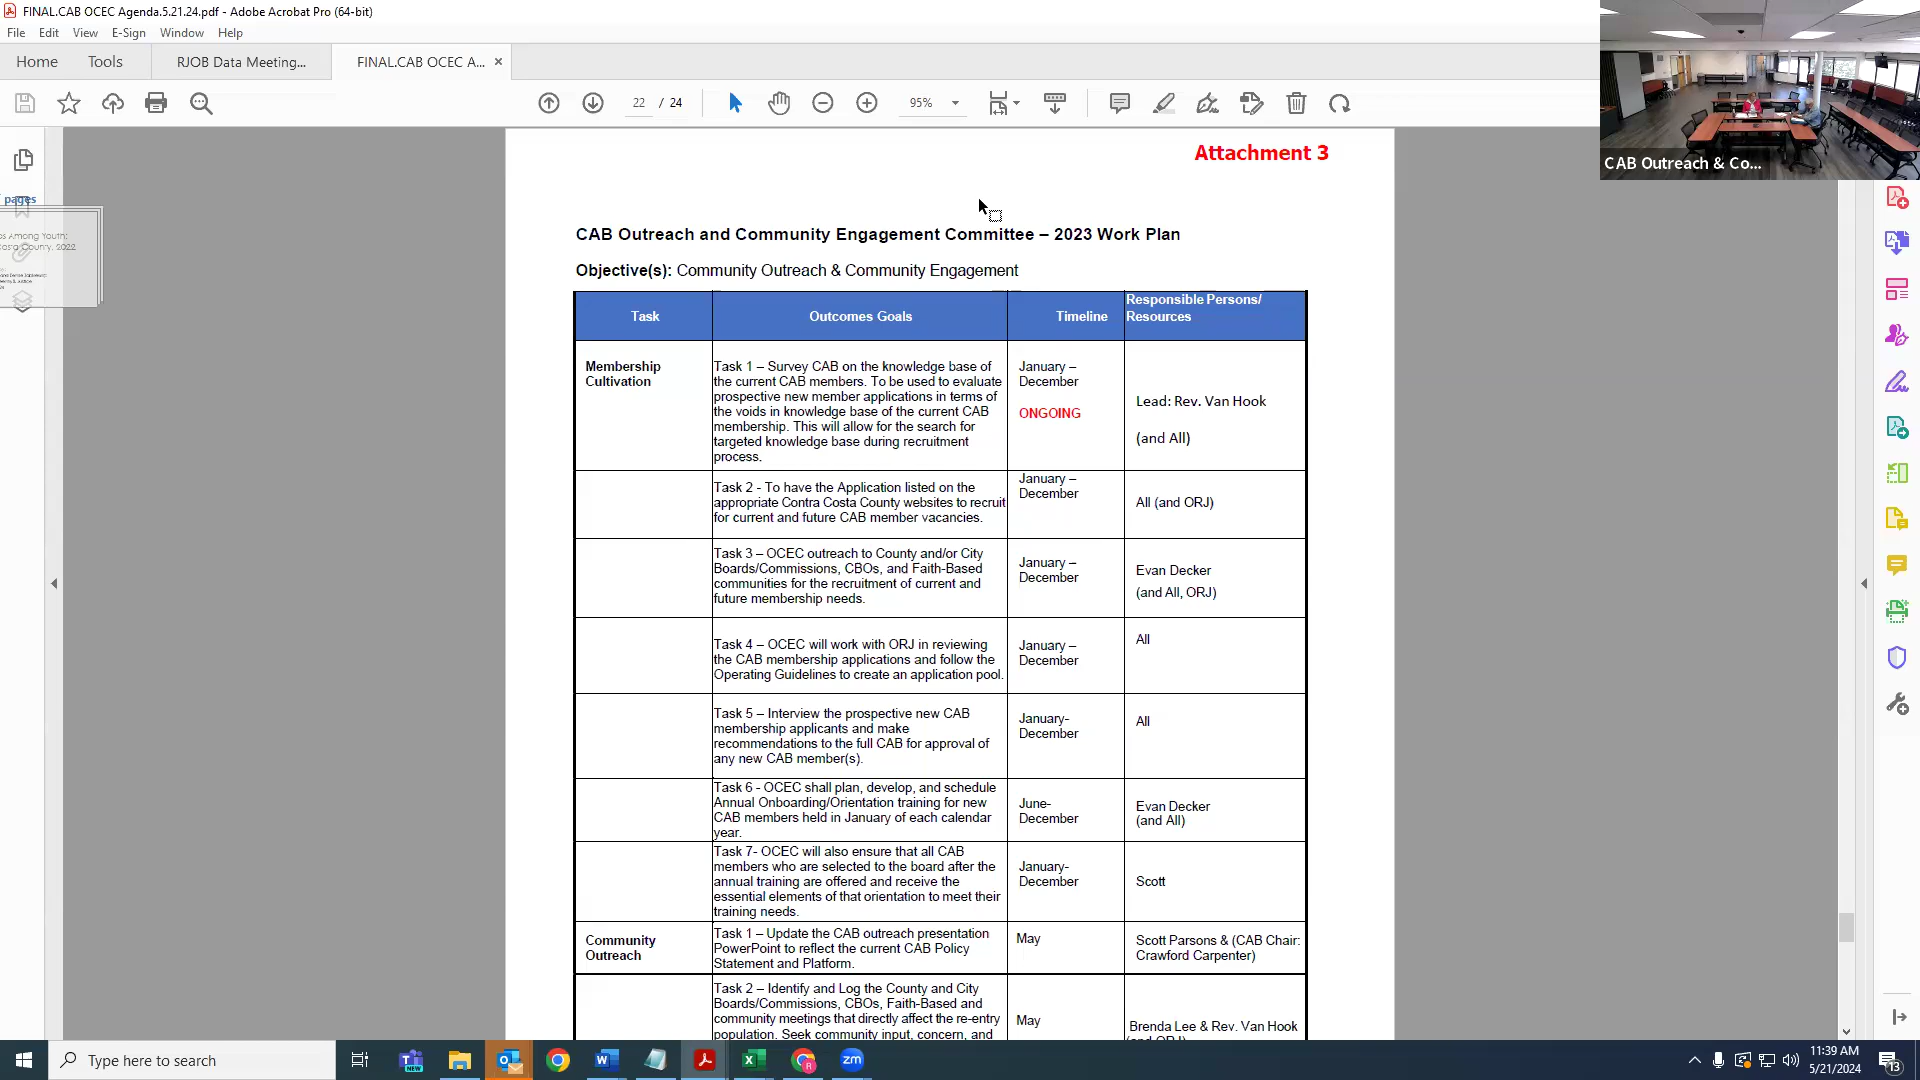 FINAL.CAB OCEC Agenda.5.21.24.pdf - Adobe Acrobat Pro (64-bit)
File Edit View E-Sign Window Help
Home Tools RJOB Data Meeting... FINAL.CAB OCEC A... ×
22 / 24 95%
CAB Outreach & Co...
Attachment 3
pages
CAB Outreach and Community Engagement Committee – 2023 Work Plan
Objective(s): Community Outreach & Community Engagement
Task
Outcomes Goals
Timeline
Responsible Persons/
Resources
Membership
Cultivation
Task 1 – Survey CAB on the knowledge base of
the current CAB members. To be used to evaluate
prospective new member applications in terms of
the voids in knowledge base of the current CAB
membership. This will allow for the search for
targeted knowledge base during recruitment
process.
January –
December
ONGOING
Lead: Rev. Van Hook
(and All)
Task 2 - To have the Application listed on the
appropriate Contra Costa County websites to recruit
for current and future CAB member vacancies.
January –
December
All (and ORJ)
Task 3 – OCEC outreach to County and/or City
Boards/Commissions, CBOs, and Faith-Based
communities for the recruitment of current and
future membership needs.
January –
December
Evan Decker
(and All, ORJ)
Task 4 – OCEC will work with ORJ in reviewing
the CAB membership applications and follow the
Operating Guidelines to create an application pool.
January –
December
All
Task 5 – Interview the prospective new CAB
membership applicants and make
recommendations to the full CAB for approval of
any new CAB member(s).
January-
December
All
Task 6 - OCEC shall plan, develop, and schedule
Annual Onboarding/Orientation training for new
CAB members held in January of each calendar
year.
June-
December
Evan Decker
(and All)
Task 7- OCEC will also ensure that all CAB
members who are selected to the board after the
annual training are offered and receive the
essential elements of that orientation to meet their
training needs.
January-
December
Scott
Community
Outreach
Task 1 – Update the CAB outreach presentation
PowerPoint to reflect the current CAB Policy
Statement and Platform.
May
Scott Parsons & (CAB Chair:
Crawford Carpenter)
Task 2 – Identify and Log the County and City
Boards/Commissions, CBOs, Faith-Based and
community meetings that directly affect the re-entry
population. Seek community input, concern, and
May
Brenda Lee & Rev. Van Hook
(and ORJ)
Type here to search
11:39 AM
5/21/2024
13